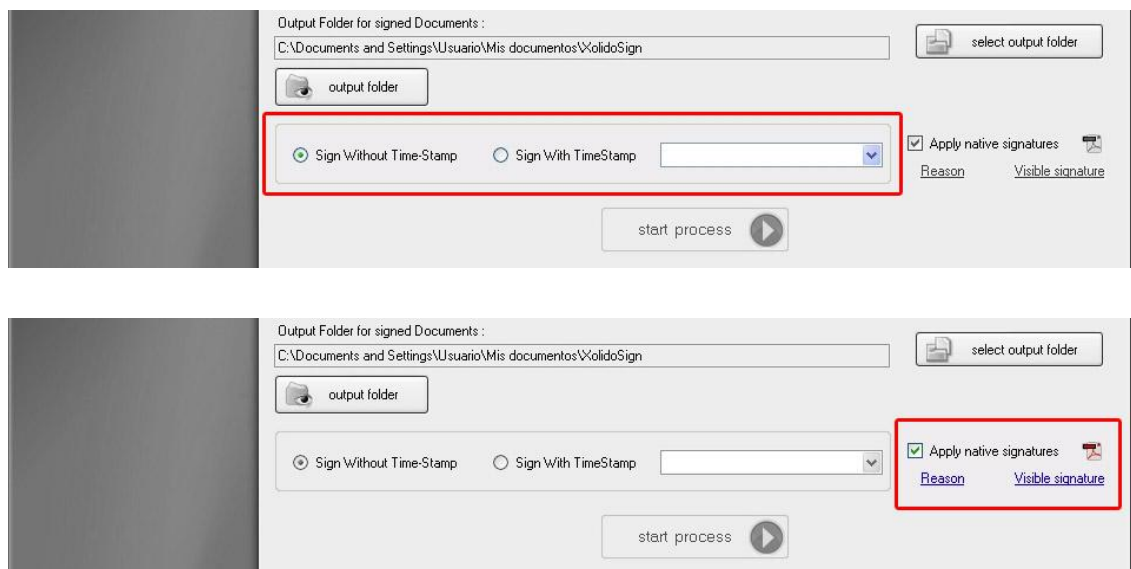 Output Folder for signed Documents :
C:\Documents and Settings\Usuario\Mis documentos\XolidoSign
select output folder
output folder
Sign Without Time-Stamp Sign With TimeStamp
Apply native signatures
Reason Visible signature
start process
Output Folder for signed Documents :
C:\Documents and Settings\Usuario\Mis documentos\XolidoSign
select output folder
output folder
Sign Without Time-Stamp Sign With TimeStamp
Apply native signatures
Reason Visible signature
start process